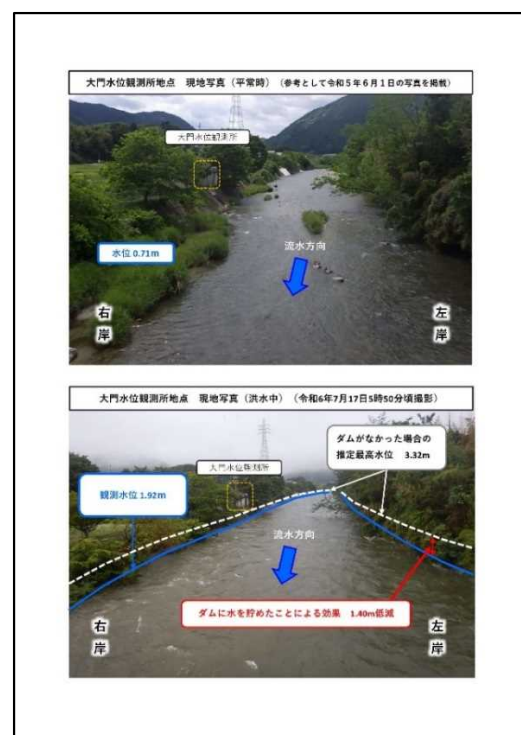 大門水位観測所地点 現地写真（平常時）（参考として令和5年6月1日の写真を掲載）
大門水位観測所
流水方向
水位 0.71m
右岸
左岸
大門水位観測所地点 現地写真（洪水中）（令和6年7月17日5時50分頃撮影）
ダムがなかった場合の
推定最高水位 3.32m
大門水位観測所
観測水位 1.92m
流水方向
ダムに水を貯めたことによる効果 1.40m低減
右岸
左岸